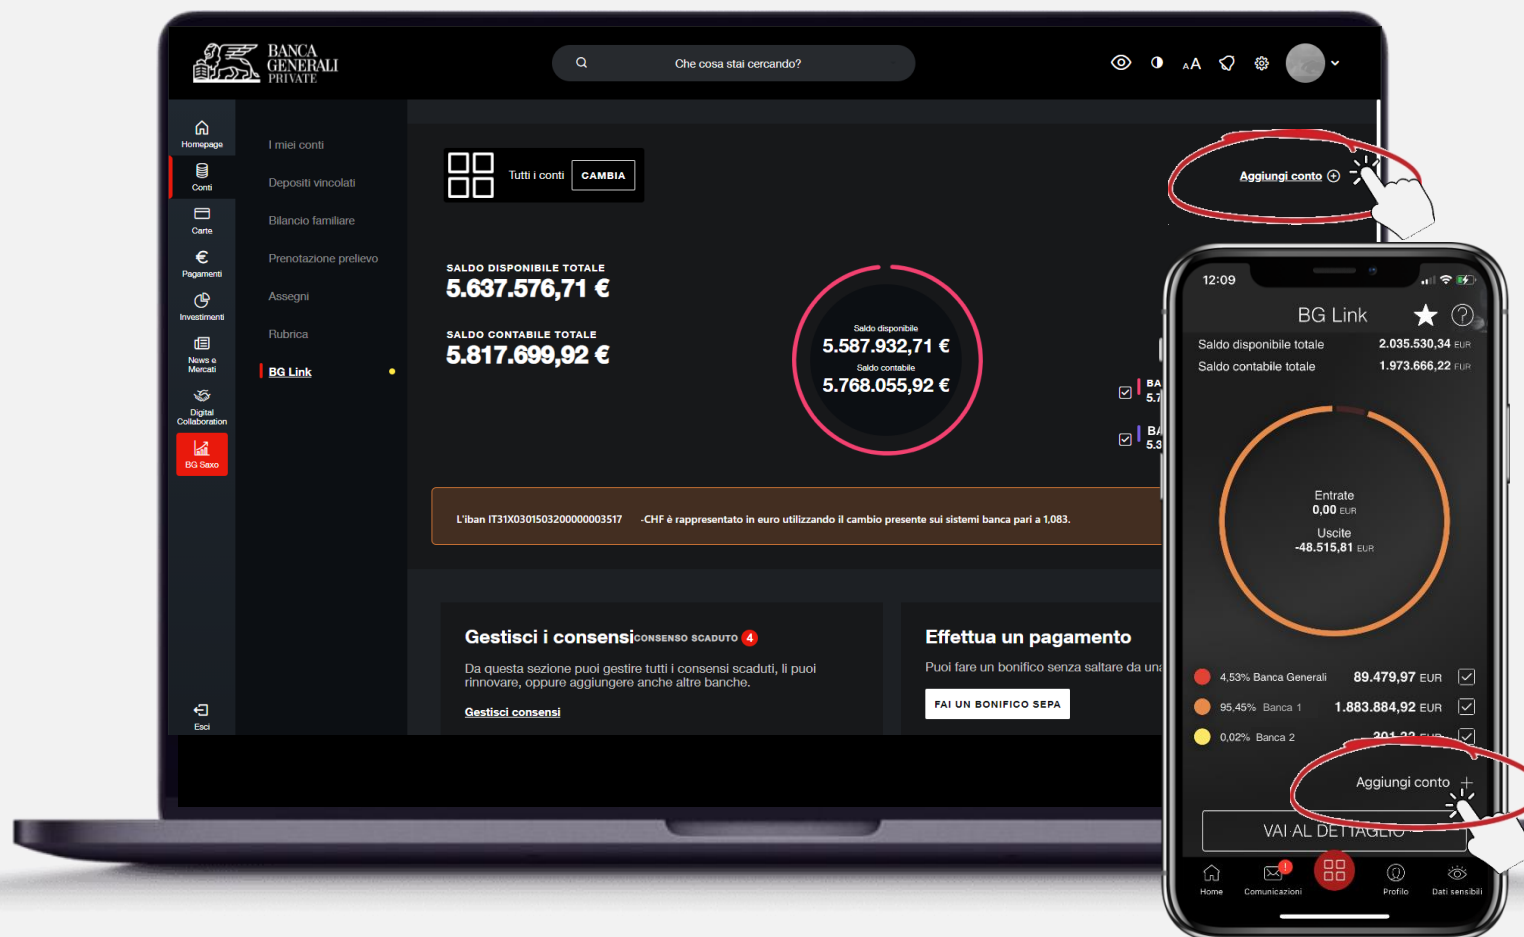 BANCA
GENERALI
PRIVATE
Che cosa stai cercando?
AA
Homepage
Conti
Carte
Pagamenti
Investimenti
News e
Mercati
Digital
Collaboration
BG Saxo
Esci
I miei conti
Depositi vincolati
Bilancio familiare
Prenotazione prelievo
Assegni
Rubrica
BG Link
Tutti i conti CAMBIA
Aggiungi conto
SALDO DISPONIBILE TOTALE
5.637.576,71 €
SALDO CONTABILE TOTALE
5.817.699,92 €
Saldo disponibile
5.587.932,71 €
Saldo contabile
5.768.055,92 €
BA
5.7
BA
5.3
L'iban IT31X0301503200000003517 -CHF è rappresentato in euro utilizzando il cambio presente sui sistemi banca pari a 1,083.
Gestisci i consensi CONSENSO SCADUTO 4
Da questa sezione puoi gestire tutti i consensi scaduti, li puoi
rinnovare, oppure aggiungere anche altre banche.
Gestisci consensi
Effettua un pagamento
Puoi fare un bonifico senza saltare da una
FAI UN BONIFICO SEPA
12:09
BG Link
Saldo disponibile totale 2.035.530,34 EUR
Saldo contabile totale 1.973.666,22 EUR
Entrate
0,00 EUR
Uscite
-48.515,81 EUR
4,53% Banca Generali 89.479,97 EUR
95,45% Banca 1 1.883.884,92 EUR
0,02% Banca 2
Aggiungi conto
VAI AL DETTAGLIO
Home
Comunicazioni
Profilo
Dati sensibili